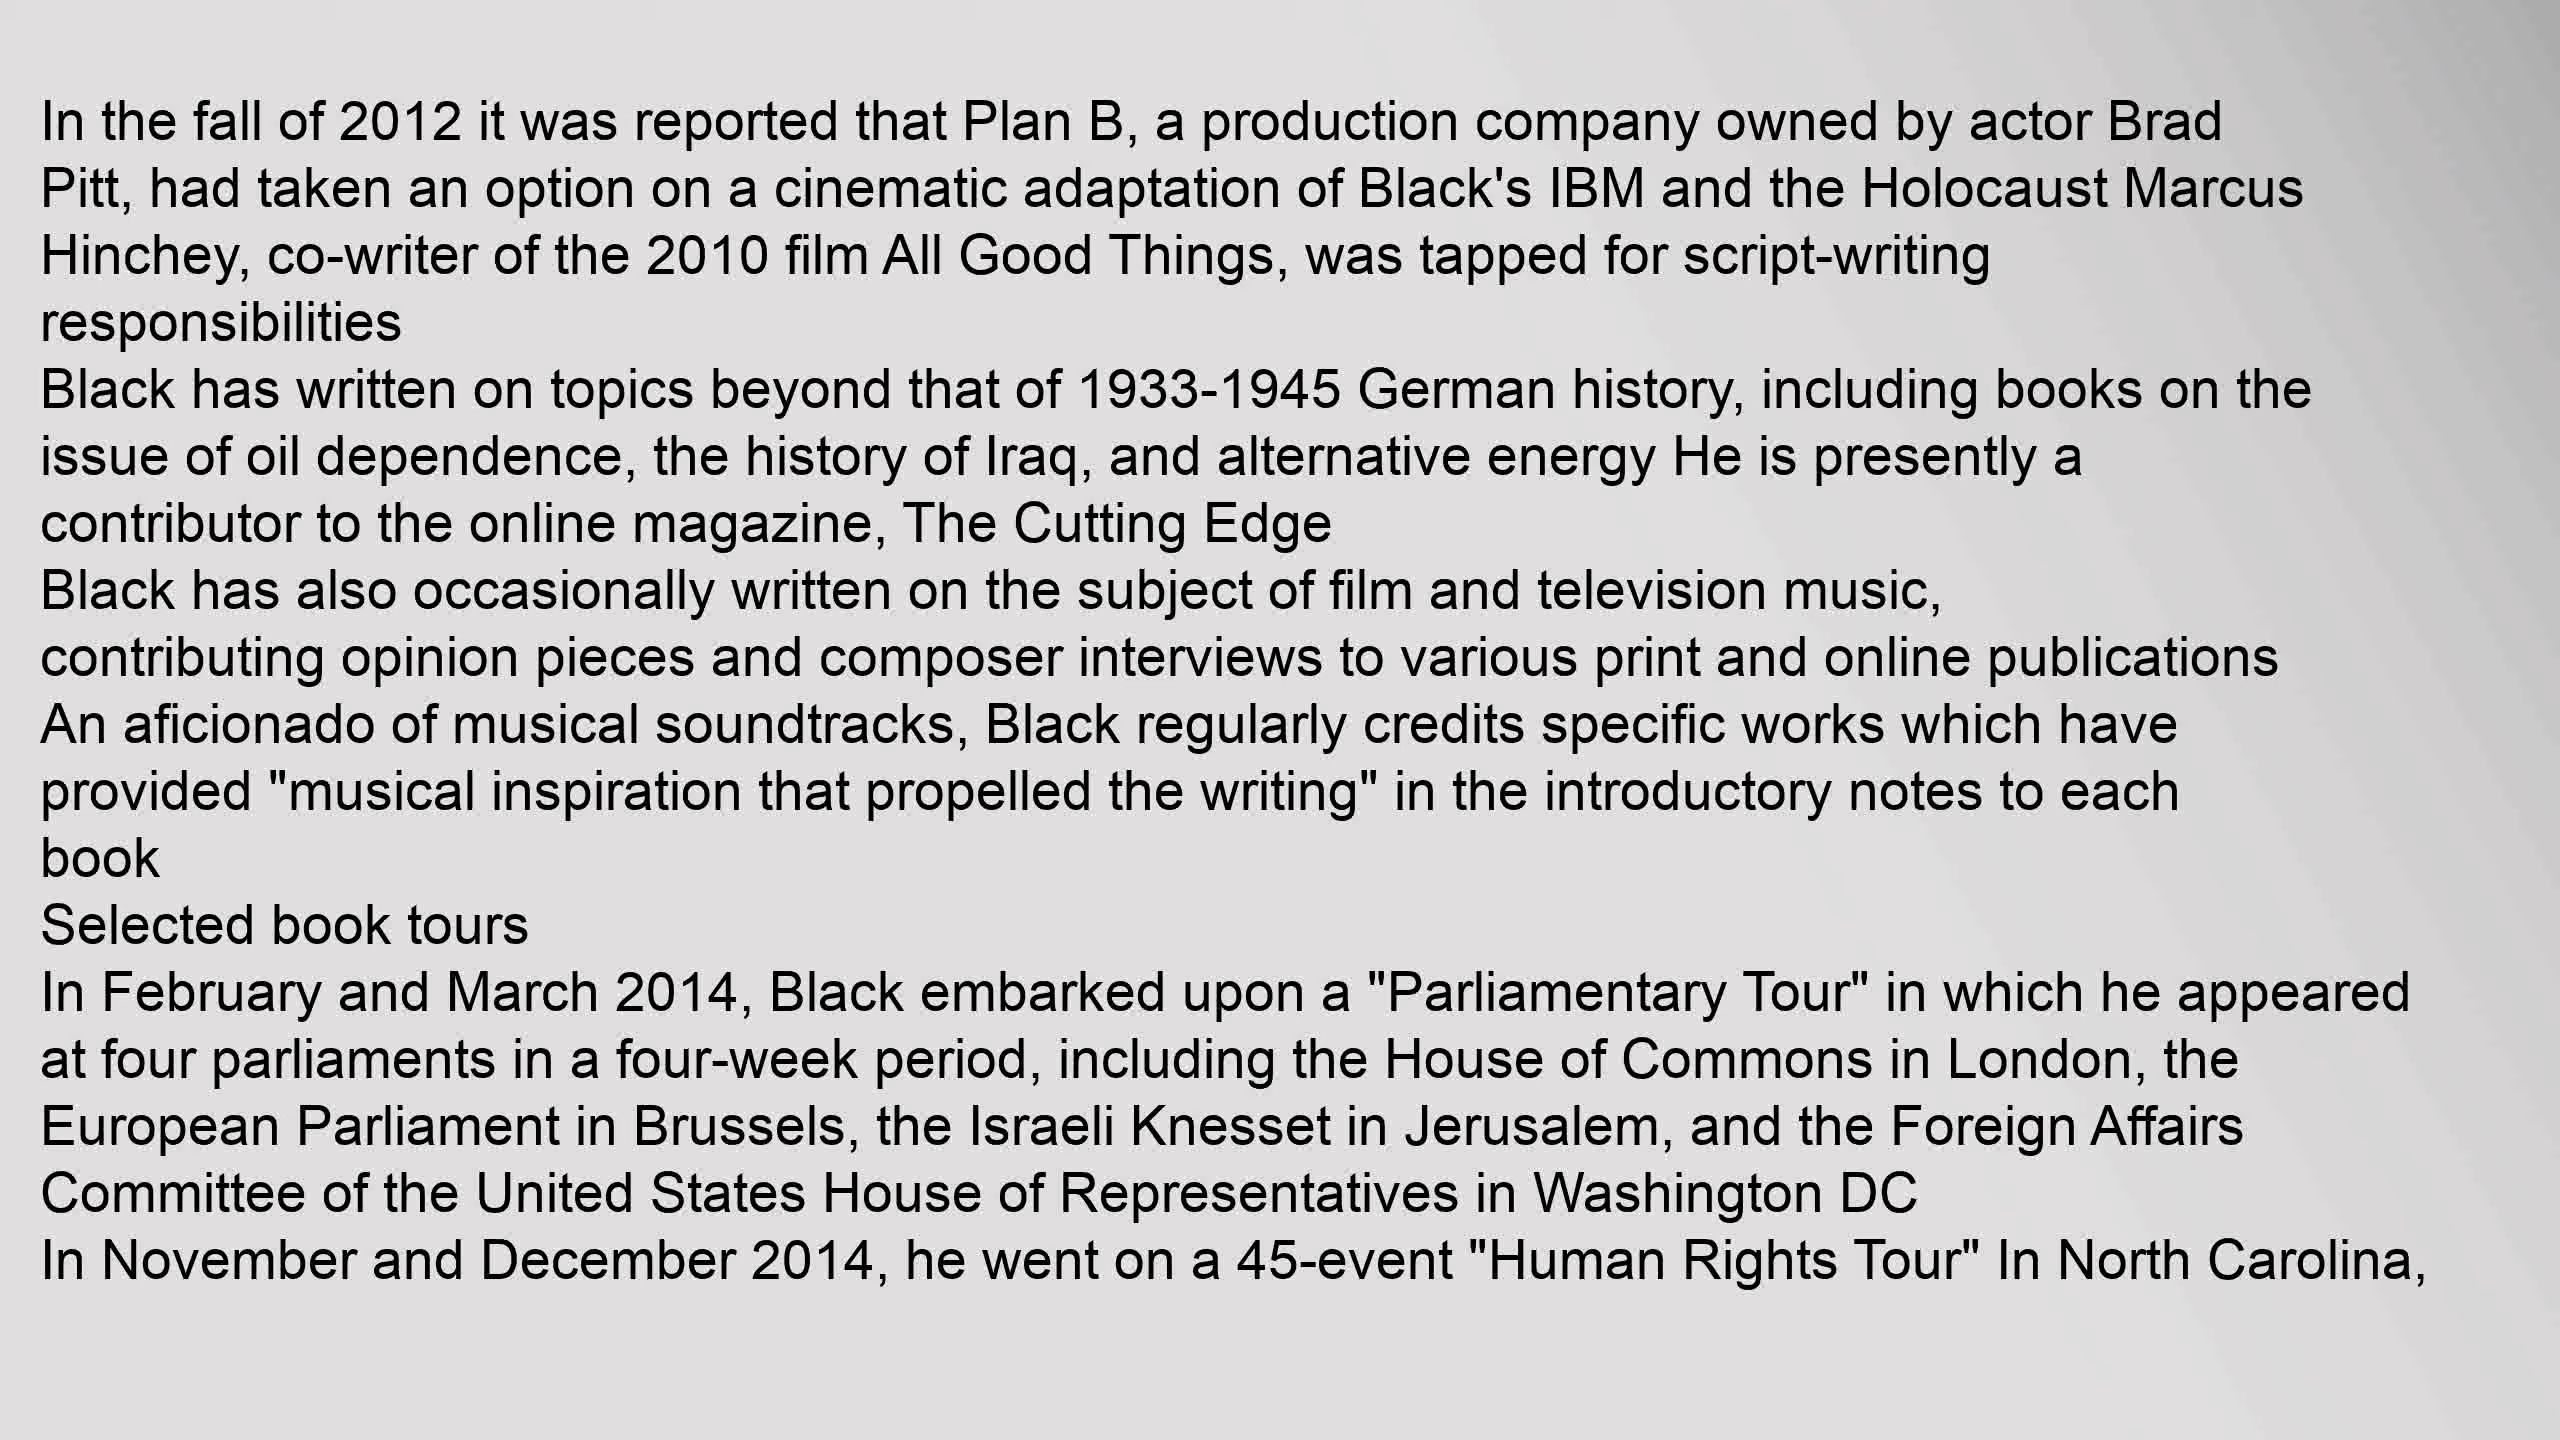 In the fall of 2012 it was reported that Plan B, a production company owned by actor Brad
Pitt, had taken an option on a cinematic adaptation of Black's IBM and the Holocaust Marcus
Hinchey, co-writer of the 2010 film All Good Things, was tapped for script-writing
responsibilities
Black has written on topics beyond that of 1933-1945 German history, including books on the
issue of oil dependence, the history of Iraq, and alternative energy He is presently a
contributor to the online magazine, The Cutting Edge
Black has also occasionally written on the subject of film and television music,
contributing opinion pieces and composer interviews to various print and online publications
An aficionado of musical soundtracks, Black regularly credits specific works which have
provided "musical inspiration that propelled the writing" in the introductory notes to each
book
Selected book tours
In February and March 2014, Black embarked upon a "Parliamentary Tour" in which he appeared
at four parliaments in a four-week period, including the House of Commons in London, the
European Parliament in Brussels, the Israeli Knesset in Jerusalem, and the Foreign Affairs
Committee of the United States House of Representatives in Washington DC
In November and December 2014, he went on a 45-event "Human Rights Tour" In North Carolina,